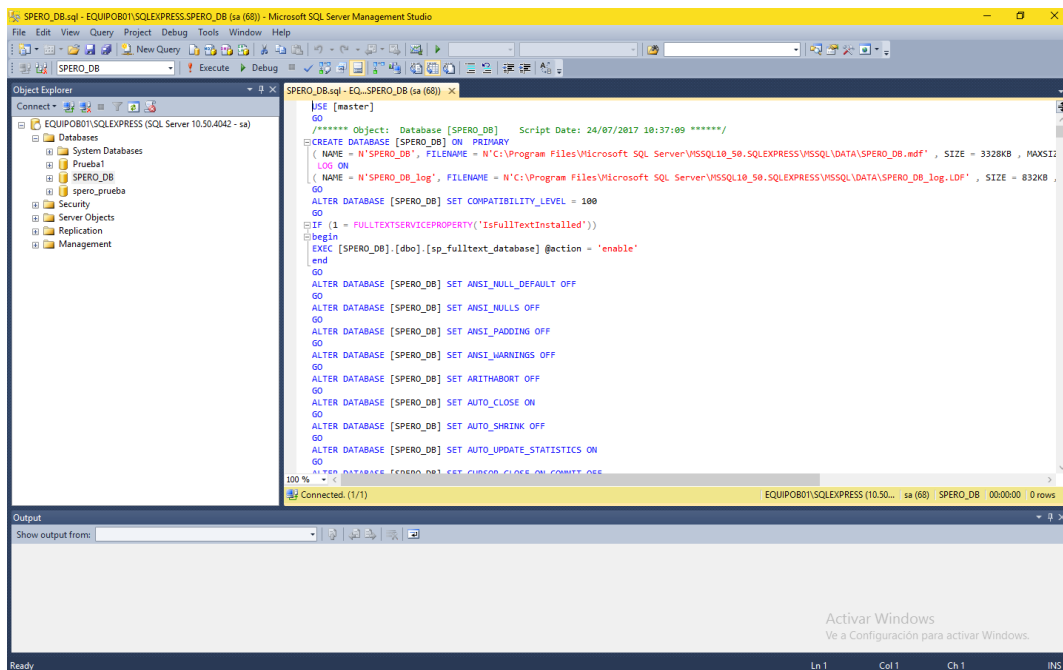 SPERO_DB.sql - EQUIPOB01\SQLEXPRESS.SPERO_DB (sa (68)) - Microsoft SQL Server Management Studio
File Edit View Query Project Debug Tools Window Help
New Query
SPERO_DB Execute Debug
Object Explorer
Connect
EQUIPOB01\SQLEXPRESS (SQL Server 10.50.4042 - sa)
Databases
System Databases
Prueba1
SPERO_DB
spero_prueba
Security
Server Objects
Replication
Management
SPERO_DB.sql - EQ...SPERO_DB (sa (68))
USE [master]
GO
/****** Object: Database [SPERO_DB] Script Date: 24/07/2017 10:37:09 ******/
CREATE DATABASE [SPERO_DB] ON PRIMARY
( NAME = N'SPERO_DB', FILENAME = N'C:\Program Files\Microsoft SQL Server\MSSQL10_50.SQLEXPRESS\MSSQL\DATA\SPERO_DB.mdf' , SIZE = 3328KB , MAXSIZ
LOG ON
( NAME = N'SPERO_DB_log', FILENAME = N'C:\Program Files\Microsoft SQL Server\MSSQL10_50.SQLEXPRESS\MSSQL\DATA\SPERO_DB_log.LDF' , SIZE = 832KB ,
GO
ALTER DATABASE [SPERO_DB] SET COMPATIBILITY_LEVEL = 100
GO
IF (1 = FULLTEXTSERVICEPROPERTY('IsFullTextInstalled'))
begin
EXEC [SPERO_DB].[dbo].[sp_fulltext_database] @action = 'enable'
end
GO
ALTER DATABASE [SPERO_DB] SET ANSI_NULL_DEFAULT OFF
GO
ALTER DATABASE [SPERO_DB] SET ANSI_NULLS OFF
GO
ALTER DATABASE [SPERO_DB] SET ANSI_PADDING OFF
GO
ALTER DATABASE [SPERO_DB] SET ANSI_WARNINGS OFF
GO
ALTER DATABASE [SPERO_DB] SET ARITHABORT OFF
GO
ALTER DATABASE [SPERO_DB] SET AUTO_CLOSE ON
GO
ALTER DATABASE [SPERO_DB] SET AUTO_SHRINK OFF
GO
ALTER DATABASE [SPERO_DB] SET AUTO_UPDATE_STATISTICS ON
GO
ALTER DATABASE [SPERO_DB] SET CURSOR_CLOSE_ON_COMMIT OFF
100 %
Connected. (1/1) EQUIPOB01\SQLEXPRESS (10.50... sa (68) SPERO_DB 00:00:00 0 rows
Output
Show output from:
Activar Windows
Ve a Configuración para activar Windows.
Ready Ln 1 Col 1 Ch 1 INS